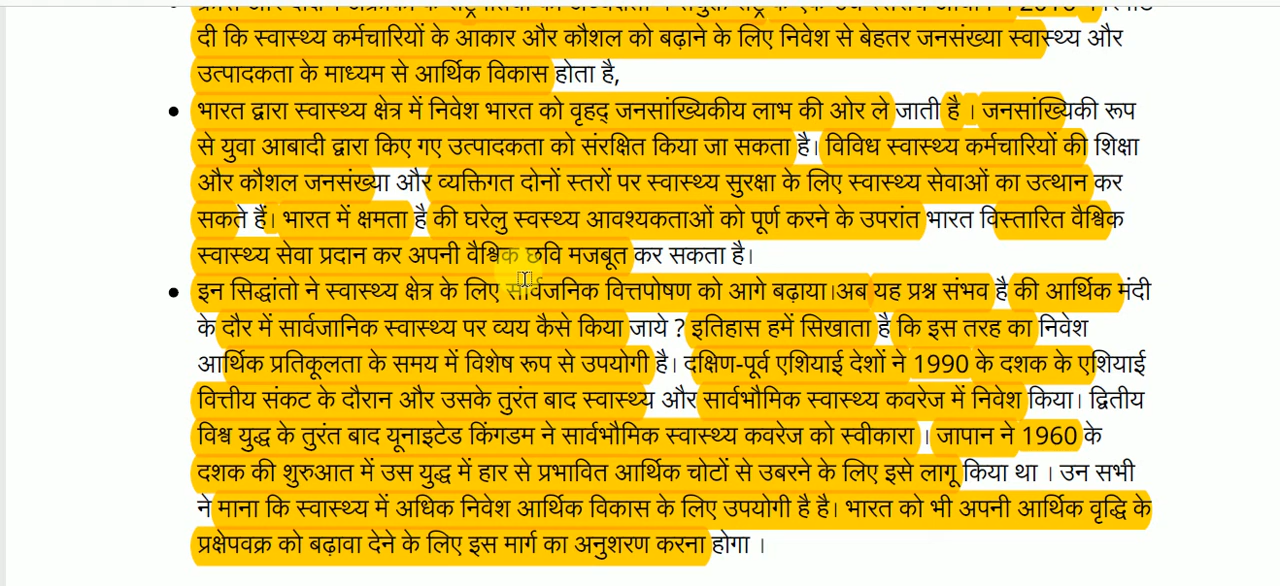 दी कि स्वास्थ्य कर्मचारियों के आकार और कौशल को बढ़ाने के लिए निवेश से बेहतर जनसंख्या स्वास्थ्य और
उत्पादकता के माध्यम से आर्थिक विकास होता है,
भारत द्वारा स्वास्थ्य क्षेत्र में निवेश भारत को वृहद् जनसांख्यिकीय लाभ की ओर ले जाती है । जनसांख्यिकी रूप
से युवा आबादी द्वारा किए गए उत्पादकता को संरक्षित किया जा सकता है। विविध स्वास्थ्य कर्मचारियों की शिक्षा
और कौशल जनसंख्या और व्यक्तिगत दोनों स्तरों पर स्वास्थ्य सुरक्षा के लिए स्वास्थ्य सेवाओं का उत्थान कर
सकते हैं। भारत में क्षमता है की घरेलु स्वस्थ्य आवश्यकताओं को पूर्ण करने के उपरांत भारत विस्तारित वैश्विक
स्वास्थ्य सेवा प्रदान कर अपनी वैश्विक छवि मजबूत कर सकता है।
इन सिद्धांतो ने स्वास्थ्य क्षेत्र के लिए सार्वजनिक वित्तपोषण को आगे बढ़ाया।अब यह प्रश्न संभव है की आर्थिक मंदी
के दौर में सार्वजानिक स्वास्थ्य पर व्यय कैसे किया जाये ? इतिहास हमें सिखाता है कि इस तरह का निवेश
आर्थिक प्रतिकूलता के समय में विशेष रूप से उपयोगी है। दक्षिण-पूर्व एशियाई देशों ने 1990 के दशक के एशियाई
वित्तीय संकट के दौरान और उसके तुरंत बाद स्वास्थ्य और सार्वभौमिक स्वास्थ्य कवरेज में निवेश किया। द्वितीय
विश्व युद्ध के तुरंत बाद यूनाइटेड किंगडम ने सार्वभौमिक स्वास्थ्य कवरेज को स्वीकारा । जापान ने 1960 के
दशक की शुरुआत में उस युद्ध में हार से प्रभावित आर्थिक चोटों से उबरने के लिए इसे लागू किया था । उन सभी
ने माना कि स्वास्थ्य में अधिक निवेश आर्थिक विकास के लिए उपयोगी है है। भारत को भी अपनी आर्थिक वृद्धि के
प्रक्षेपवक्र को बढ़ावा देने के लिए इस मार्ग का अनुशरण करना होगा ।